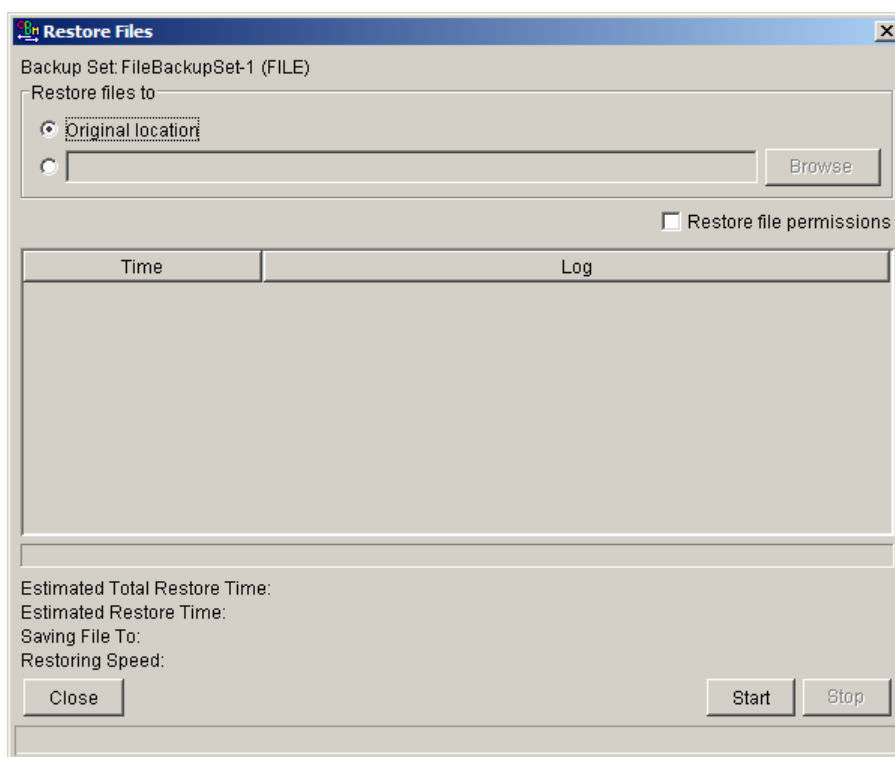 OBM Restore Files
Backup Set: FileBackupSet-1 (FILE)
Restore files to
Original location
Browse
Restore file permissions
Time Log
Estimated Total Restore Time:
Estimated Restore Time:
Saving File To:
Restoring Speed:
Close Start Stop